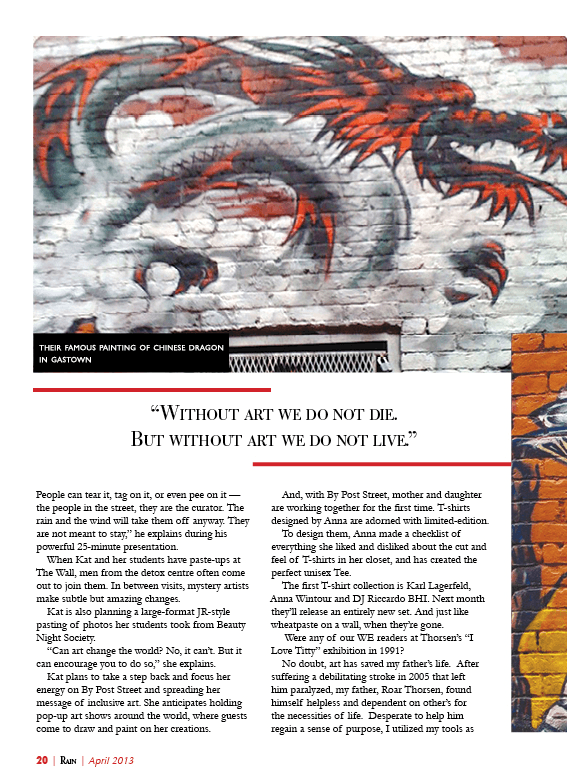 THEIR FAMOUS PAINTING OF CHINESE DRAGON
IN GASTOWN
“WITHOUT ART WE DO NOT DIE.
BUT WITHOUT ART WE DO NOT LIVE.”
People can tear it, tag on it, or even pee on it —
the people in the street, they are the curator. The
rain and the wind will take them off anyway. They
are not meant to stay,” he explains during his
powerful 25-minute presentation.
When Kat and her students have paste-ups at
The Wall, men from the detox centre often come
out to join them. In between visits, mystery artists
make subtle but amazing changes.
Kat is also planning a large-format JR-style
pasting of photos her students took from Beauty
Night Society.
“Can art change the world? No, it can’t. But it
can encourage you to do so,” she explains.
Kat plans to take a step back and focus her
energy on By Post Street and spreading her
message of inclusive art. She anticipates holding
pop-up art shows around the world, where guests
come to draw and paint on her creations.
And, with By Post Street, mother and daughter
are working together for the first time. T-shirts
designed by Anna are adorned with limited-edition.
To design them, Anna made a checklist of
everything she liked and disliked about the cut and
feel of T-shirts in her closet, and has created the
perfect unisex Tee.
The first T-shirt collection is Karl Lagerfeld,
Anna Wintour and DJ Riccardo BHI. Next month
they’ll release an entirely new set. And just like
wheatpaste on a wall, when they’re gone.
Were any of our WE readers at Thorsen’s “I
Love Titty” exhibition in 1991?
No doubt, art has saved my father’s life. After
suffering a debilitating stroke in 2005 that left
him paralyzed, my father, Roar Thorsen, found
himself helpless and dependent on other’s for
the necessities of life. Desperate to help him
regain a sense of purpose, I utilized my tools as
20 | RAIN | April 2013